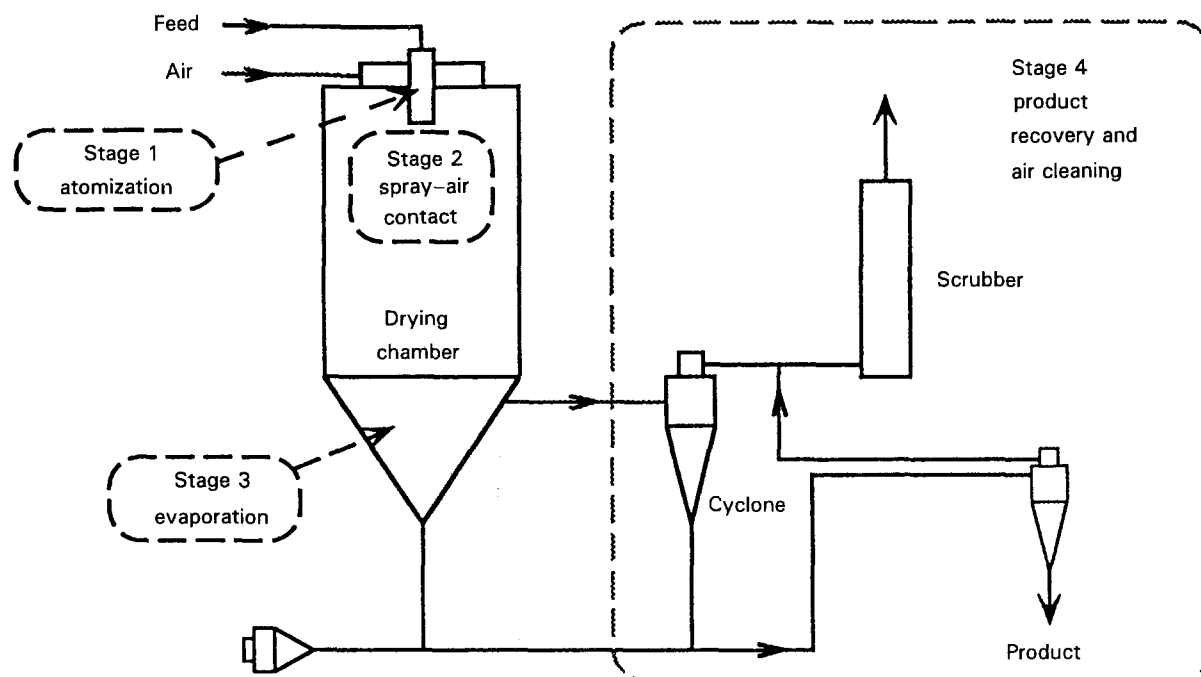 Feed
Air
Stage 1
atomization
Stage 2
spray–air
contact
Drying
chamber
Stage 3
evaporation
Stage 4
product
recovery and
air cleaning
Scrubber
Cyclone
Product